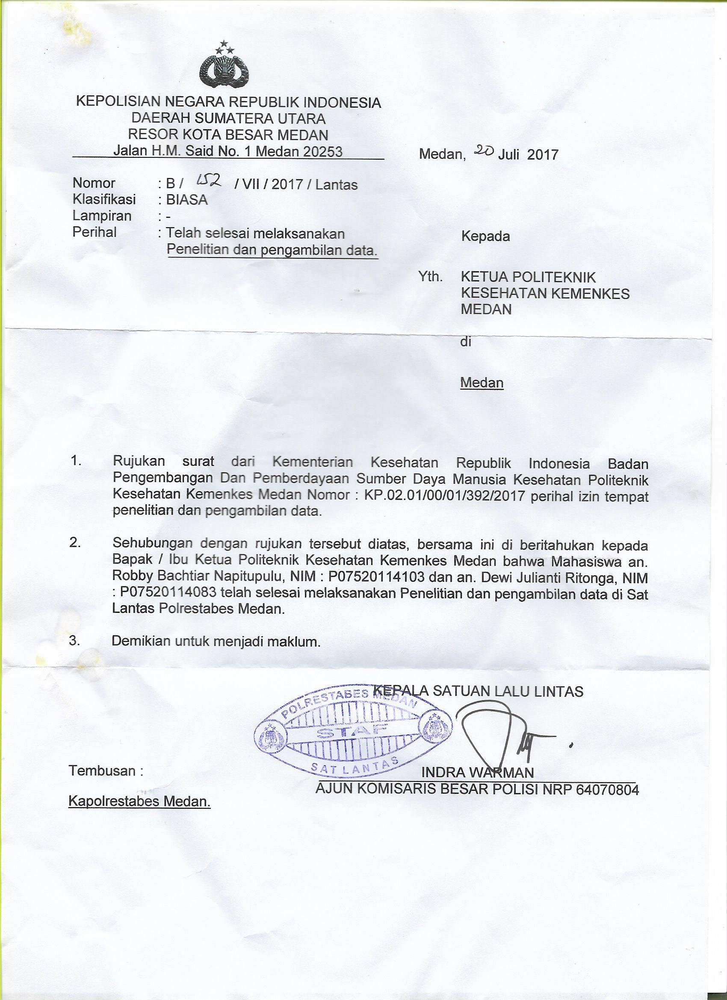 KEPOLISIAN NEGARA REPUBLIK INDONESIA
DAERAH SUMATERA UTARA
RESOR KOTA BESAR MEDAN
Jalan H.M. Said No. 1 Medan 20253
Medan, 20 Juli 2017
Nomor : B / 152 / VII / 2017 / Lantas
Klasifikasi : BIASA
Lampiran : -
Perihal : Telah selesai melaksanakan
Penelitian dan pengambilan data.
Kepada
Yth. KETUA POLITEKNIK
KESEHATAN KEMENKES
MEDAN
di
Medan
1. Rujukan surat dari Kementerian Kesehatan Republik Indonesia Badan
Pengembangan Dan Pemberdayaan Sumber Daya Manusia Kesehatan Politeknik
Kesehatan Kemenkes Medan Nomor : KP.02.01/00/01/392/2017 perihal izin tempat
penelitian dan pengambilan data.
2. Sehubungan dengan rujukan tersebut diatas, bersama ini di beritahukan kepada
Bapak / Ibu Ketua Politeknik Kesehatan Kemenkes Medan bahwa Mahasiswa an.
Robby Bachtiar Napitupulu, NIM : P07520114103 dan an. Dewi Julianti Ritonga, NIM
: P07520114083 telah selesai melaksanakan Penelitian dan pengambilan data di Sat
Lantas Polrestabes Medan.
3. Demikian untuk menjadi maklum.
KEPALA SATUAN LALU LINTAS
POLRESTABES MEDAN
STAF
SAT LANTAS
INDRA WARMAN
AJUN KOMISARIS BESAR POLISI NRP 64070804
Tembusan :
Kapolrestabes Medan.